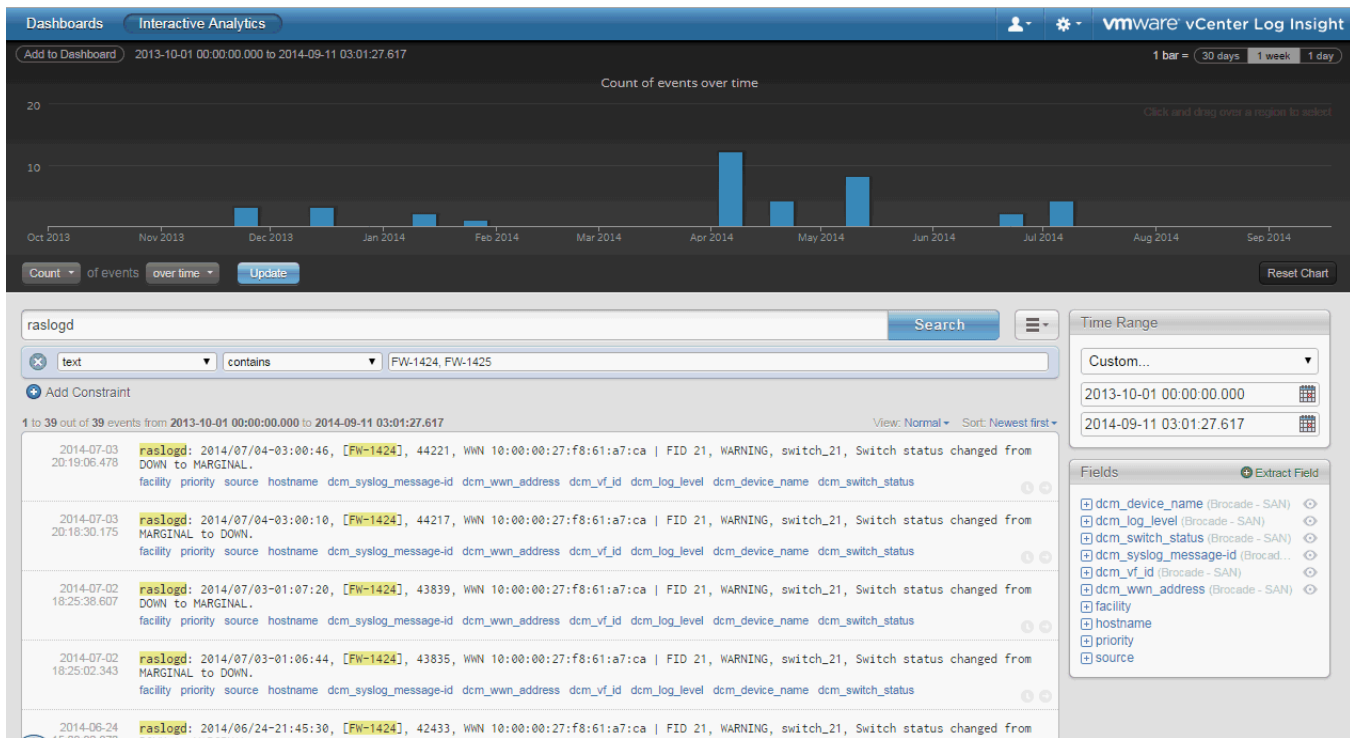 Dashboards Interactive Analytics vmware vCenter Log Insight
Add to Dashboard 2013-10-01 00:00:00.000 to 2014-09-11 03:01:27.617 1 bar = 30 days 1 week 1 day
Count of events over time
20
Click and drag over a region to select
10
Oct 2013 Nov 2013 Dec 2013 Jan 2014 Feb 2014 Mar 2014 Apr 2014 May 2014 Jun 2014 Jul 2014 Aug 2014 Sep 2014
Count of events over time Update Reset Chart
raslogd Search
text contains FW-1424, FW-1425
Add Constraint
1 to 39 out of 39 events from 2013-10-01 00:00:00.000 to 2014-09-11 03:01:27.617 View: Normal Sort: Newest first
2014-07-03 raslogd: 2014/07/04-03:00:46, [FW-1424], 44221, WWN 10:00:00:27:f8:61:a7:ca | FID 21, WARNING, switch_21, Switch status changed from
20:19:06.478 DOWN to MARGINAL.
facility priority source hostname dcm_syslog_message-id dcm_wwn_address dcm_vf_id dcm_log_level dcm_device_name dcm_switch_status
2014-07-03 raslogd: 2014/07/04-03:00:10, [FW-1424], 44217, WWN 10:00:00:27:f8:61:a7:ca | FID 21, WARNING, switch_21, Switch status changed from
20:18:30.175 MARGINAL to DOWN.
facility priority source hostname dcm_syslog_message-id dcm_wwn_address dcm_vf_id dcm_log_level dcm_device_name dcm_switch_status
2014-07-02 raslogd: 2014/07/03-01:07:20, [FW-1424], 43839, WWN 10:00:00:27:f8:61:a7:ca | FID 21, WARNING, switch_21, Switch status changed from
18:25:38.607 DOWN to MARGINAL.
facility priority source hostname dcm_syslog_message-id dcm_wwn_address dcm_vf_id dcm_log_level dcm_device_name dcm_switch_status
2014-07-02 raslogd: 2014/07/03-01:06:44, [FW-1424], 43835, WWN 10:00:00:27:f8:61:a7:ca | FID 21, WARNING, switch_21, Switch status changed from
18:25:02.343 MARGINAL to DOWN.
facility priority source hostname dcm_syslog_message-id dcm_wwn_address dcm_vf_id dcm_log_level dcm_device_name dcm_switch_status
2014-06-24 raslogd: 2014/06/24-21:45:30, [FW-1424], 42433, WWN 10:00:00:27:f8:61:a7:ca | FID 21, WARNING, switch_21, Switch status changed from
Time Range
Custom...
2013-10-01 00:00:00.000
2014-09-11 03:01:27.617
Fields Extract Field
dcm_device_name (Brocade - SAN)
dcm_log_level (Brocade - SAN)
dcm_switch_status (Brocade - SAN)
dcm_syslog_message-id (Brocad...
dcm_vf_id (Brocade - SAN)
dcm_wwn_address (Brocade - SAN)
facility
hostname
priority
source